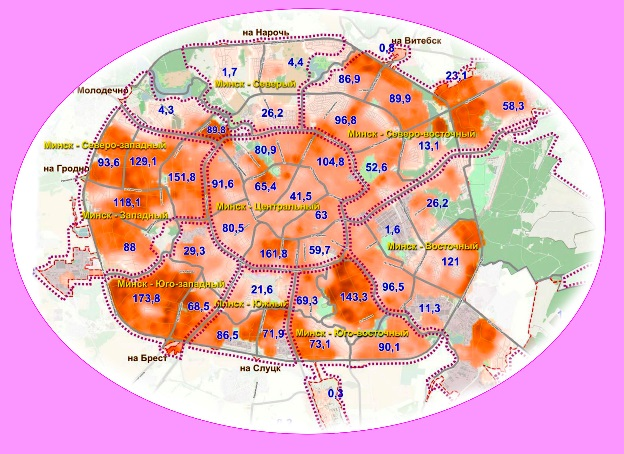 на Нарочь
0,8
на Витебск
1,7
4,4
Минск - Северый
86,9
23,1
Молодечно
4,3
26,2
89,9
58,3
89,8
96,8
Минск - Северо-восточный
Минск - Северо-западный
80,9
13,1
93,6
129,1
104,8
52,6
на Гродно
151,8
91,6
65,4
118,1
41,5
26,2
Минск - Центральный
Минск - Западный
63
80,5
1,6
88
29,3
161,8
59,7
Минск - Восточный
121
Минск - Юго-западный
21,6
96,5
173,8
68,5
Минск - Южный
69,3
143,3
11,3
86,5
71,9
Минск - Юго-восточный
73,1
90,1
на Брест
на Слуцк
0,3